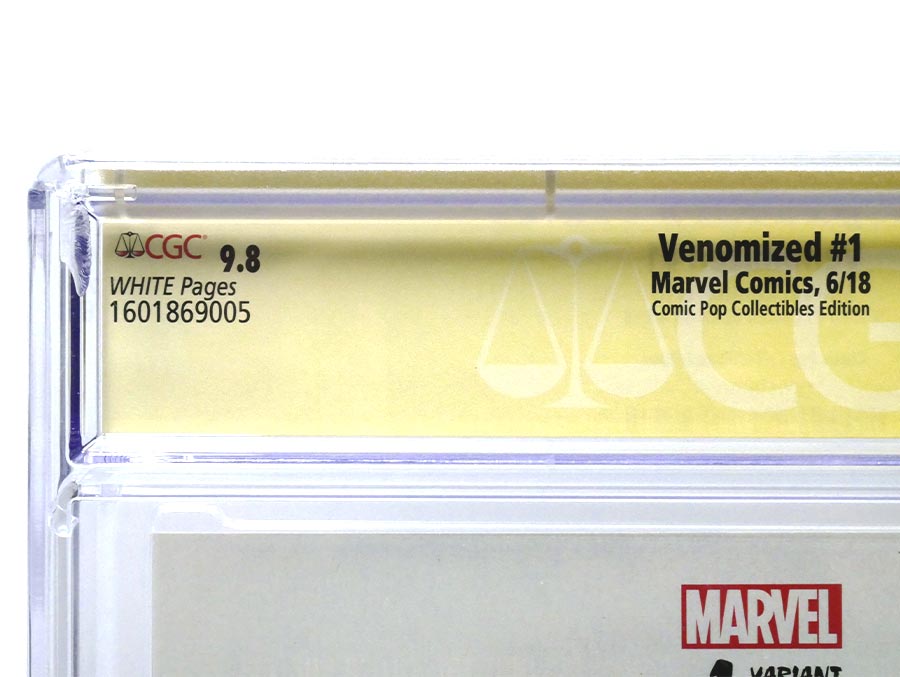 CGC® 9.8
WHITE Pages
1601869005
Venomized #1
Marvel Comics, 6/18
Comic Pop Collectibles Edition
MARVEL
VARIANT